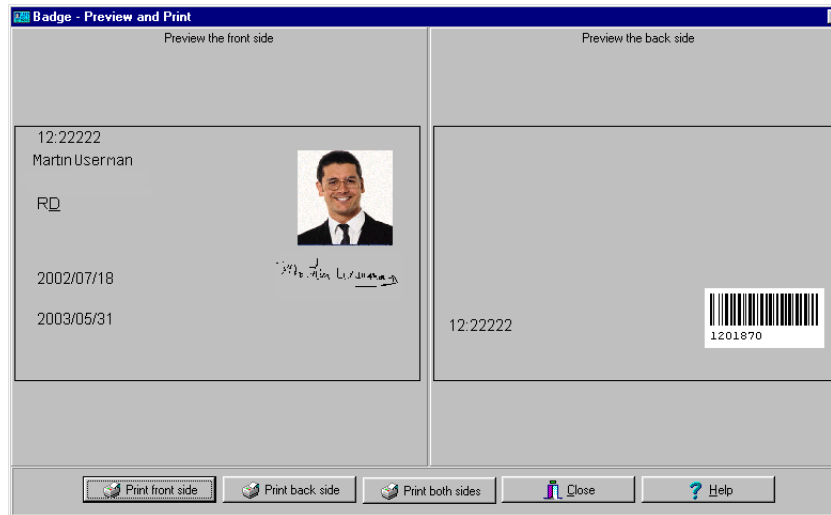 Badge - Preview and Print
Preview the front side
12:22222
Martin Userman
RD
2002/07/18
2003/05/31
Preview the back side
12:22222
1201870
Print front side
Print back side
Print both sides
Close
Help